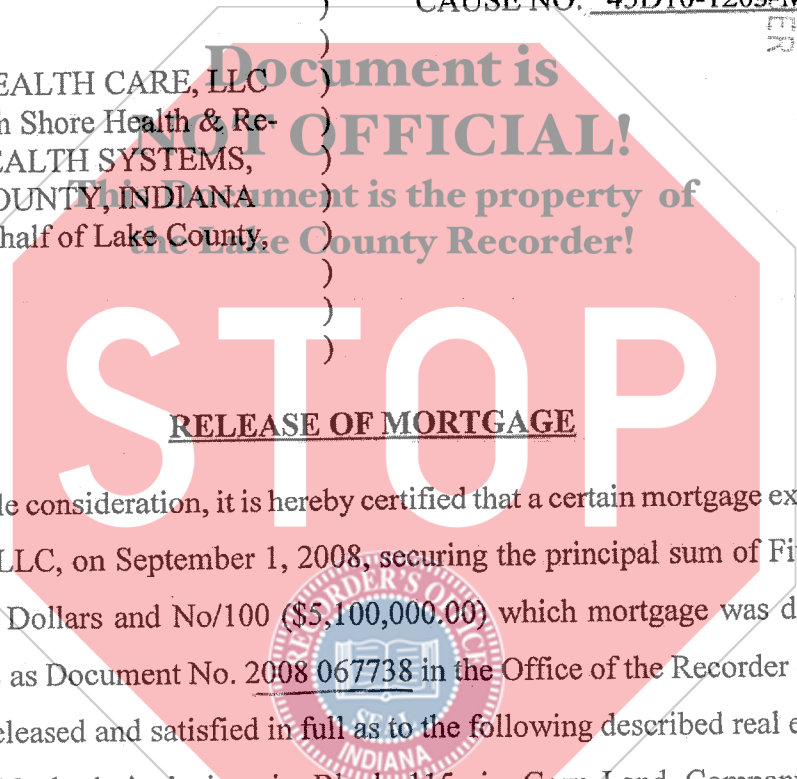 CAUSE NO.
)
)
EALTH CARE, LLC )
n Shore Health & Re- )
EALTH SYSTEMS, )
OUNTY, INDIANA )
half of Lake County, )
)
)
)
Document is
NOT OFFICIAL!
This Document is the property of
the Lake County Recorder!
STOP
RELEASE OF MORTGAGE
le consideration, it is hereby certified that a certain mortgage ex
LLC, on September 1, 2008, securing the principal sum of Fi
Dollars and No/100 ($5,100,000.00) which mortgage was d
as Document No. 2008 067738 in the Office of the Recorder
eleased and satisfied in full as to the following described real e
RECORDER'S OFFICE
SEAL
INDIANA